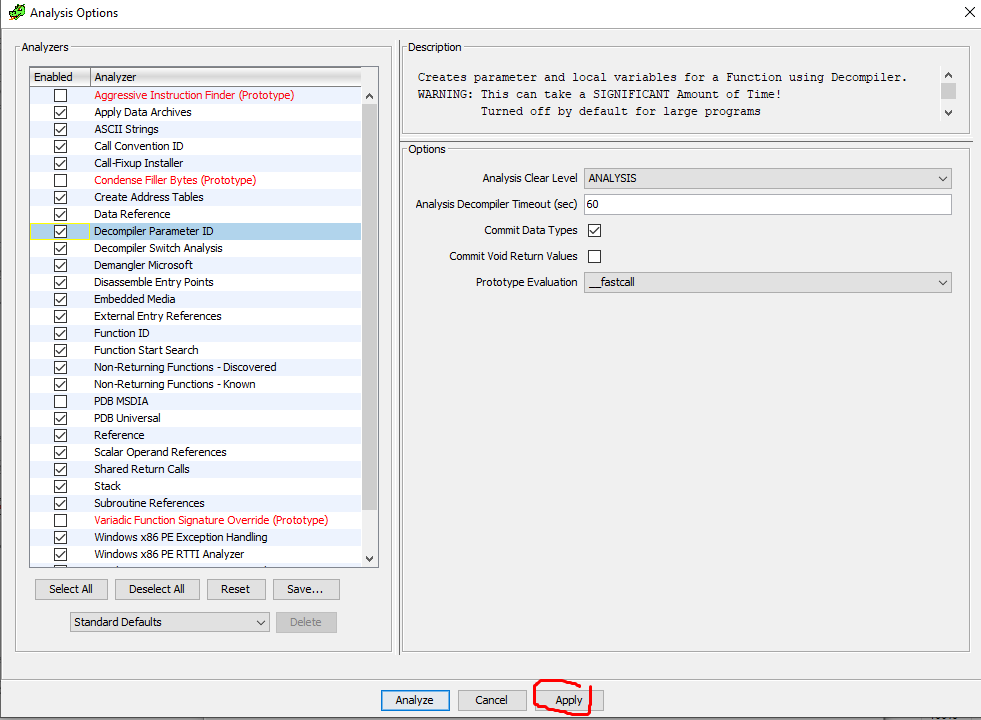 Analysis Options
Analyzers
Enabled Analyzer
Aggressive Instruction Finder (Prototype)
Apply Data Archives
ASCII Strings
Call Convention ID
Call-Fixup Installer
Condense Filler Bytes (Prototype)
Create Address Tables
Data Reference
Decompiler Parameter ID
Decompiler Switch Analysis
Demangler Microsoft
Disassemble Entry Points
Embedded Media
External Entry References
Function ID
Function Start Search
Non-Returning Functions - Discovered
Non-Returning Functions - Known
PDB MSDIA
PDB Universal
Reference
Scalar Operand References
Shared Return Calls
Stack
Subroutine References
Variadic Function Signature Override (Prototype)
Windows x86 PE Exception Handling
Windows x86 PE RTTI Analyzer
Select All Deselect All Reset Save...
Standard Defaults Delete
Description
Creates parameter and local variables for a Function using Decompiler.
WARNING: This can take a SIGNIFICANT Amount of Time!
Turned off by default for large programs
Options
Analysis Clear Level ANALYSIS
Analysis Decompiler Timeout (sec) 60
Commit Data Types
Commit Void Return Values
Prototype Evaluation __fastcall
Analyze Cancel Apply